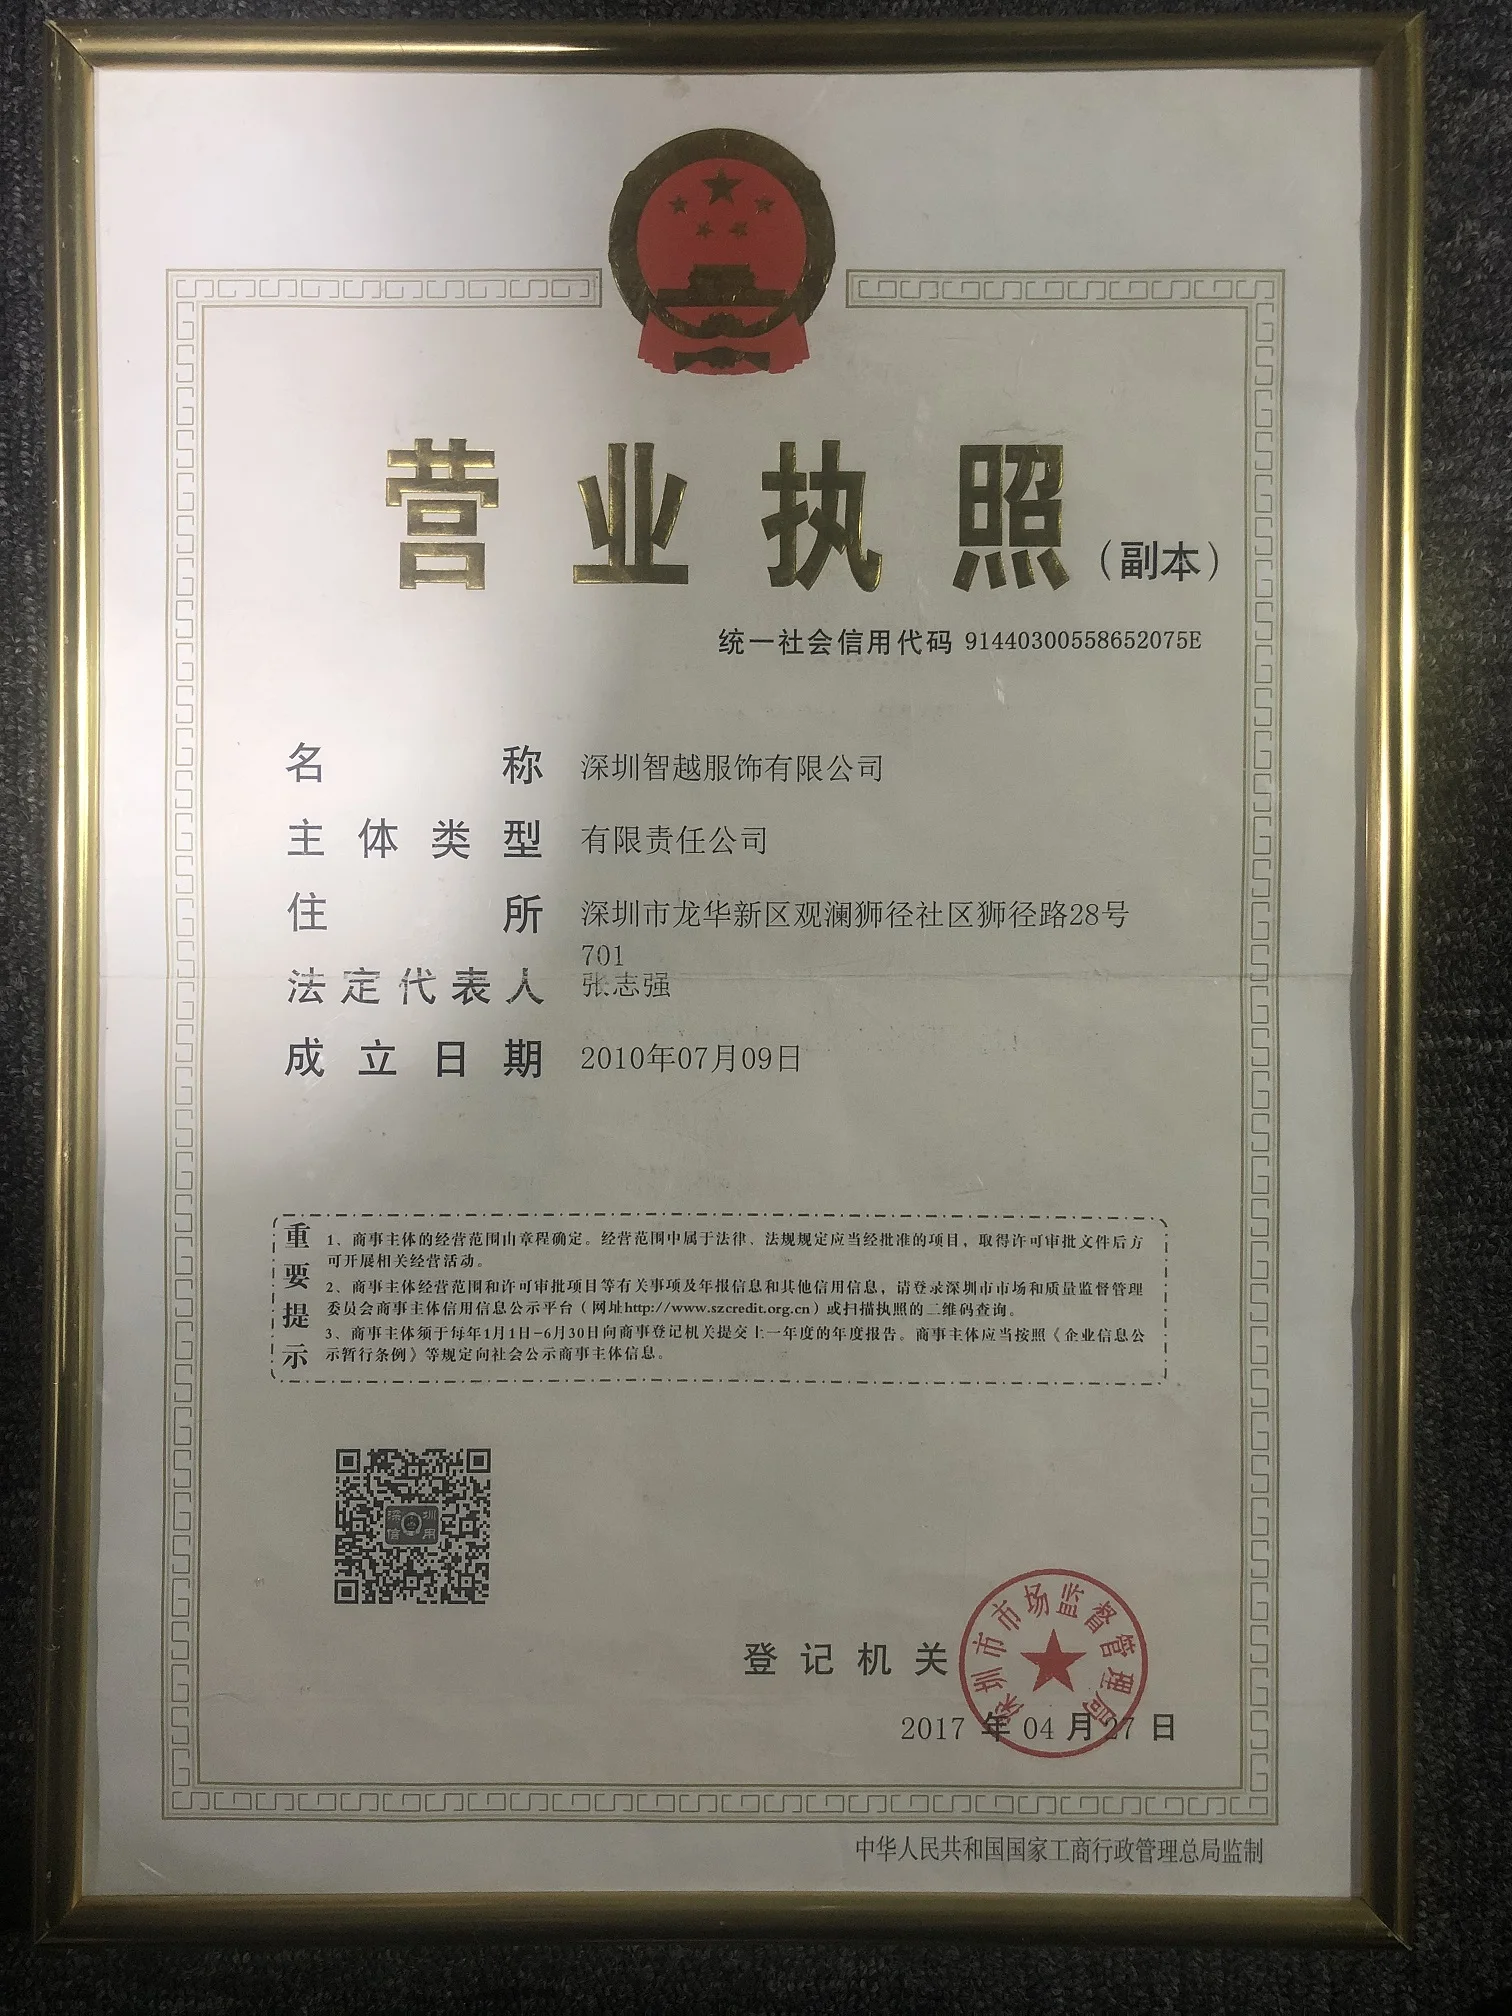 营业执照(副本)
统一社会信用代码 91440300558652075E
名称 深圳智越服饰有限公司
主体类型 有限责任公司
住所 深圳市龙华新区观澜狮径社区狮径路28号
701
法定代表人 张志强
成立日期 2010年07月09日
重要提示
1、商事主体的经营范围由章程确定。经营范围中属于法律、法规规定应当经批准的项目，取得许可审批文件后方
可开展相关经营活动。
2、商事主体经营范围和许可审批项目等有关事项及年报信息和其他信用信息，请登录深圳市市场和质量监督管理
委员会商事主体信用信息公示平台（网址http://www.szcredit.org.cn）或扫描执照的二维码查询。
3、商事主体须于每年1月1日-6月30日向商事登记机关提交上一年度的年度报告。商事主体应当按照《企业信息公
示暂行条例》等规定向社会公示商事主体信息。
深圳
信用
登记机关
深圳市市场监督管理局
2017 年 04 月 27 日
中华人民共和国国家工商行政管理总局监制